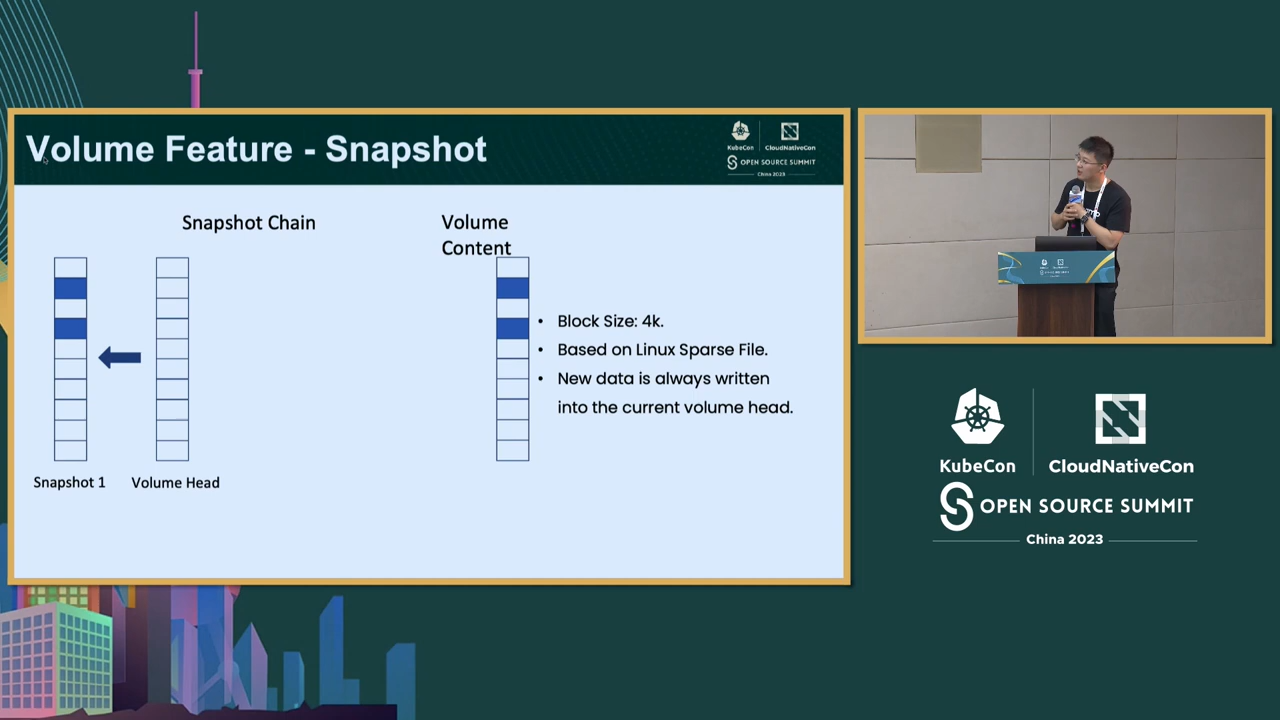 Volume Feature - Snapshot
KubeCon
CloudNativeCon
OPEN SOURCE SUMMIT
China 2023
Snapshot Chain
Volume
Content
• Block Size: 4k.
• Based on Linux Sparse File.
• New data is always written
into the current volume head.
Snapshot 1
Volume Head
KubeCon
CloudNativeCon
OPEN SOURCE SUMMIT
China 2023